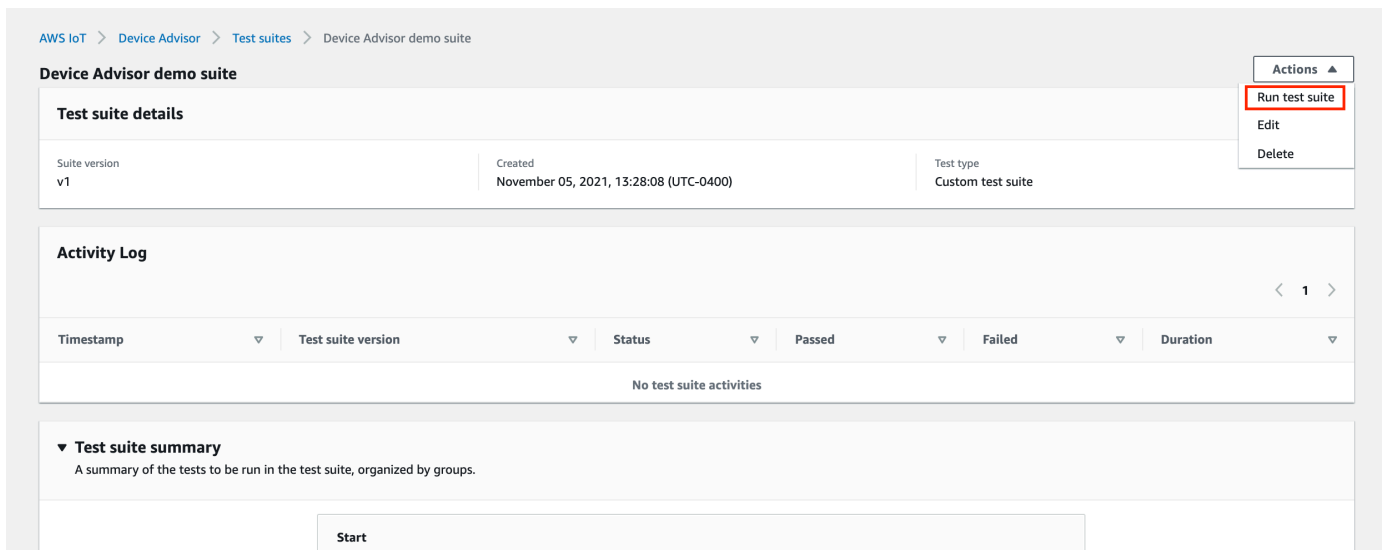 AWS IoT > Device Advisor > Test suites > Device Advisor demo suite
Device Advisor demo suite
Actions
Run test suite
Edit
Delete
Test suite details
Suite version
v1
Created
November 05, 2021, 13:28:08 (UTC-0400)
Test type
Custom test suite
Activity Log
< 1 >
Timestamp Test suite version Status Passed Failed Duration
No test suite activities
Test suite summary
A summary of the tests to be run in the test suite, organized by groups.
Start